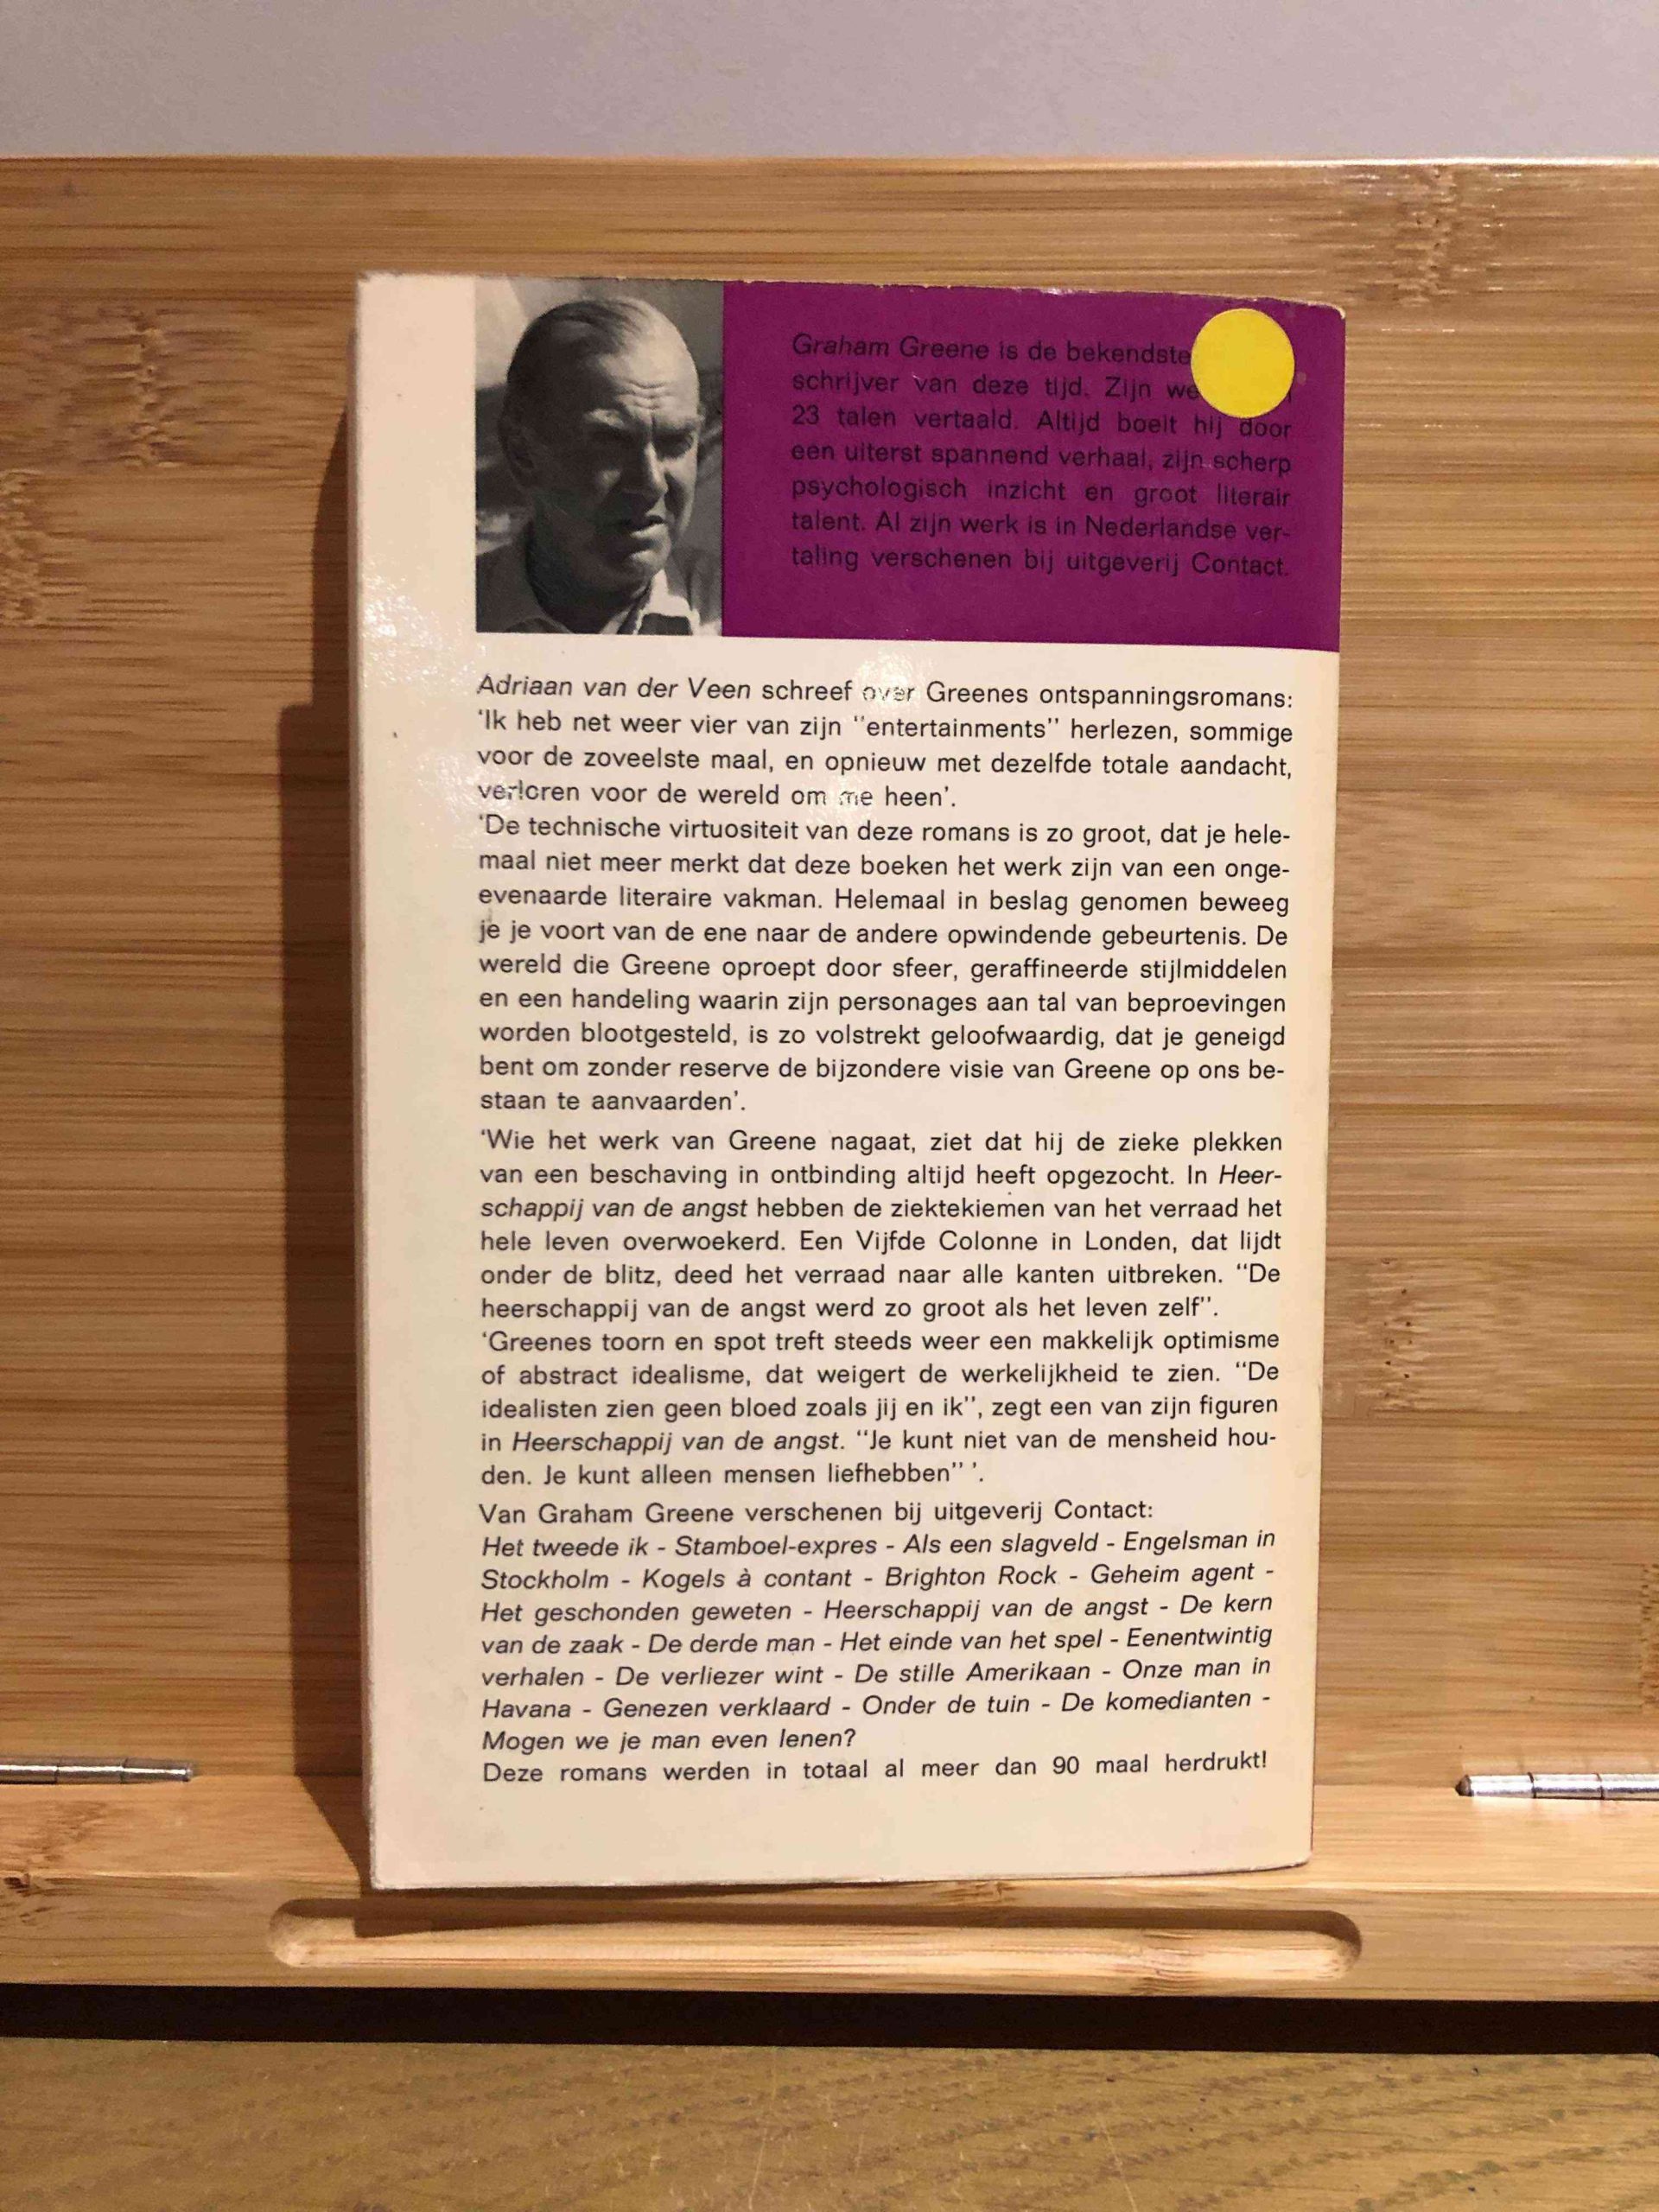 Graham Greene is de bekendste
schrijver van deze tijd. Zijn
23 talen vertaald. Altijd boeit hij door
een uiterst spannend verhaal, zijn scherp
psychologisch inzicht en groot literair
talent. Al zijn werk is in Nederlandse ver-
taling verschenen bij uitgeverij Contact.
Adriaan van der Veen schreef over Greenes ontspanningsromans:
'Ik heb net weer vier van zijn "entertainments" herlezen, sommige
voor de zoveelste maal, en opnieuw met dezelfde totale aandacht,
verloren voor de wereld om me heen'.
'De technische virtuositeit van deze romans is zo groot, dat je hele-
maal niet meer merkt dat deze boeken het werk zijn van een onge-
evenaarde literaire vakman. Helemaal in beslag genomen beweeg
je je voort van de ene naar de andere opwindende gebeurtenis. De
wereld die Greene oproept door sfeer, geraffineerde stijlmiddelen
en een handeling waarin zijn personages aan tal van beproevingen
worden blootgesteld, is zo volstrekt geloofwaardig, dat je geneigd
bent om zonder reserve de bijzondere visie van Greene op ons be-
staan te aanvaarden'.
'Wie het werk van Greene nagaat, ziet dat hij de zieke plekken
van een beschaving in ontbinding altijd heeft opgezocht. In Heer-
schappij van de angst hebben de ziektekiemen van het verraad het
hele leven overwoekerd. Een Vijfde Colonne in Londen, dat lijdt
onder de blitz, deed het verraad naar alle kanten uitbreken. "De
heerschappij van de angst werd zo groot als het leven zelf".
'Greenes toorn en spot treft steeds weer een makkelijk optimisme
of abstract idealisme, dat weigert de werkelijkheid te zien. "De
idealisten zien geen bloed zoals jij en ik", zegt een van zijn figuren
in Heerschappij van de angst. "Je kunt niet van de mensheid hou-
den. Je kunt alleen mensen liefhebben" '.
Van Graham Greene verschenen bij uitgeverij Contact:
Het tweede ik - Stamboel-expres - Als een slagveld - Engelsman in
Stockholm - Kogels à contant - Brighton Rock - Geheim agent -
Het geschonden geweten - Heerschappij van de angst - De kern
van de zaak - De derde man - Het einde van het spel - Eenentwintig
verhalen - De verliezer wint - De stille Amerikaan - Onze man in
Havana - Genezen verklaard - Onder de tuin - De komedianten -
Mogen we je man even lenen?
Deze romans werden in totaal al meer dan 90 maal herdrukt!